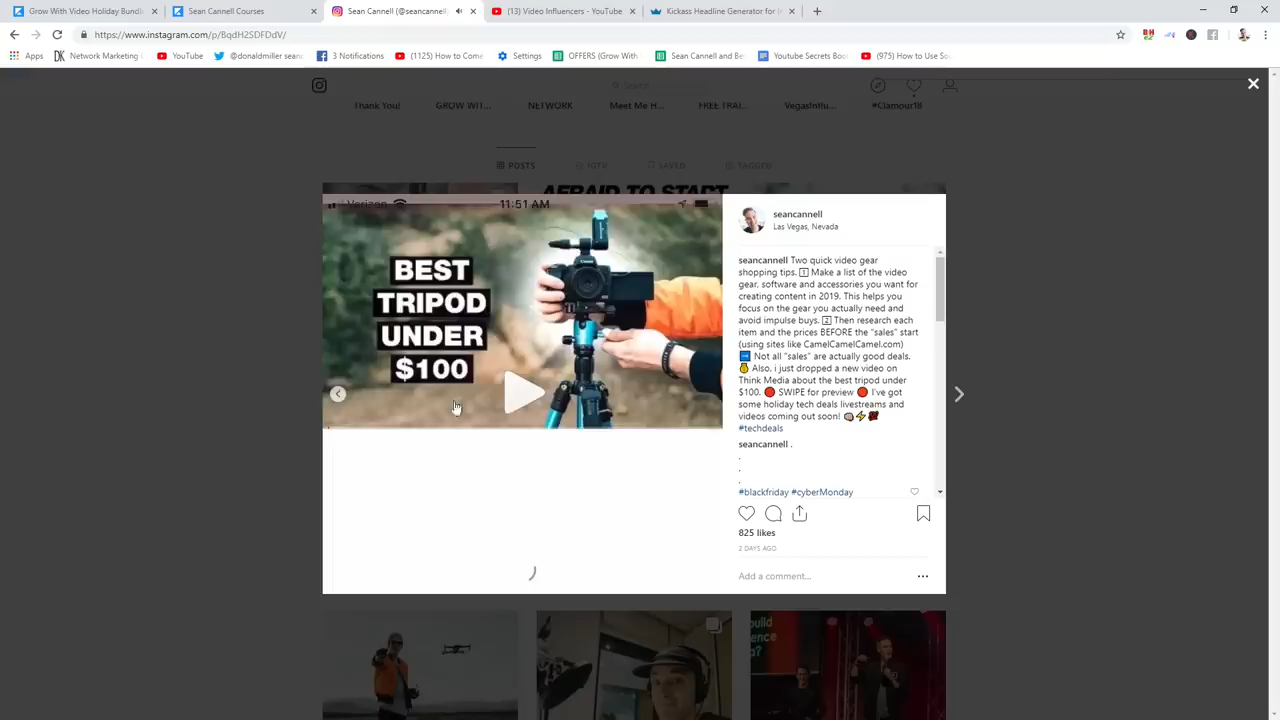 Grow With Video Holiday Bundl
Sean Cannell Courses
Sean Cannell (@seancannell)
(13) Video Influencers - YouTube
Kickass Headline Generator for I
https://www.instagram.com/p/BqdH2SDFDdV/
Apps
Network Marketing
YouTube
@donaldmiller seanc
3 Notifications
(1125) How to Come
Settings
OFFERS (Grow With
Sean Cannell and Be
Youtube Secrets Boo
(975) How to Use So
Search
Thank You!
GROW WIT...
NETWORK
Meet Me H...
FREE TRAI...
VegasInflu...
#Clamour18
POSTS
IGTV
SAVED
TAGGED
AFRAID TO START
Verizon
11:51 AM
BEST
TRIPOD
UNDER
$100
seancannell
Las Vegas, Nevada
seancannell Two quick video gear
shopping tips. 1 Make a list of the video
gear, software and accessories you want for
creating content in 2019. This helps you
focus on the gear you actually need and
avoid impulse buys. 2 Then research each
item and the prices BEFORE the "sales" start
(using sites like CamelCamelCamel.com)
Not all "sales" are actually good deals.
Also, i just dropped a new video on
Think Media about the best tripod under
$100. SWIPE for preview I've got
some holiday tech deals livestreams and
videos coming out soon!
#techdeals
seancannell .
.
.
.
#blackfriday #cyberMonday
825 likes
2 DAYS AGO
Add a comment...
build
ence
a?